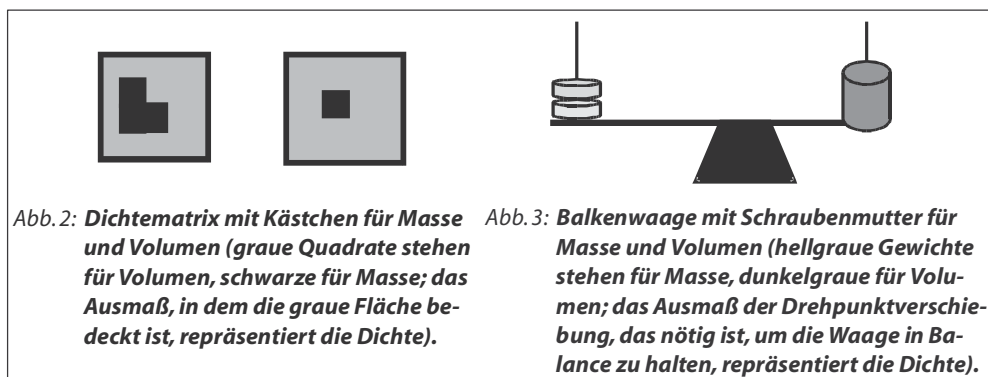 Abb. 2: Dichtematrix mit Kästchen für Masse
und Volumen (graue Quadrate stehen
für Volumen, schwarze für Masse; das
Ausmaß, in dem die graue Fläche be-
deckt ist, repräsentiert die Dichte).
Abb. 3: Balkenwaage mit Schraubenmutter für
Masse und Volumen (hellgraue Gewichte
stehen für Masse, dunkelgraue für Volu-
men; das Ausmaß der Drehpunktverschie-
bung, das nötig ist, um die Waage in Ba-
lance zu halten, repräsentiert die Dichte).